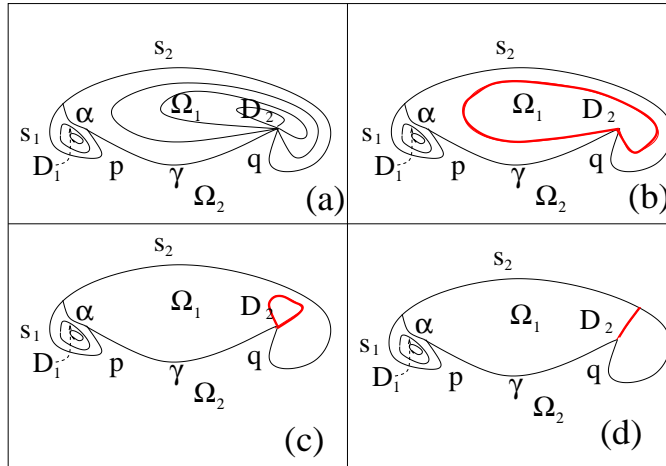 s₂
α Ω₁ D₂
s₁
D₁ p γ q
Ω₂ (a)
s₂
α Ω₁ D₂
s₁
D₁ p γ q
Ω₂ (b)
s₂
α Ω₁ D₂
s₁
D₁ p γ q
Ω₂ (c)
s₂
α Ω₁ D₂
s₁
D₁ p γ q
Ω₂ (d)